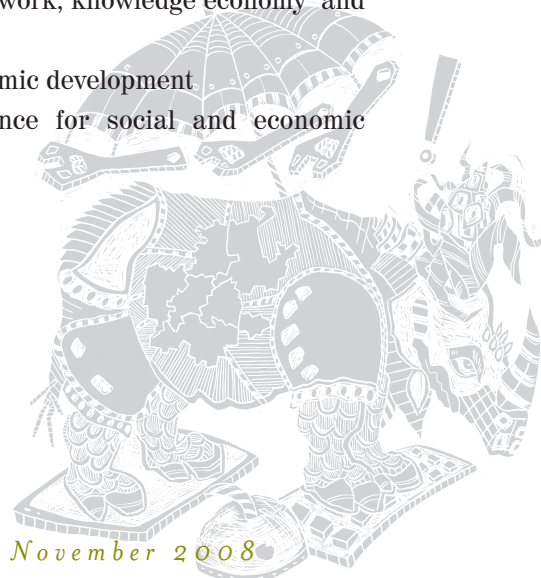 work, knowledge economy and
mic development
nce for social and economic
November 2008